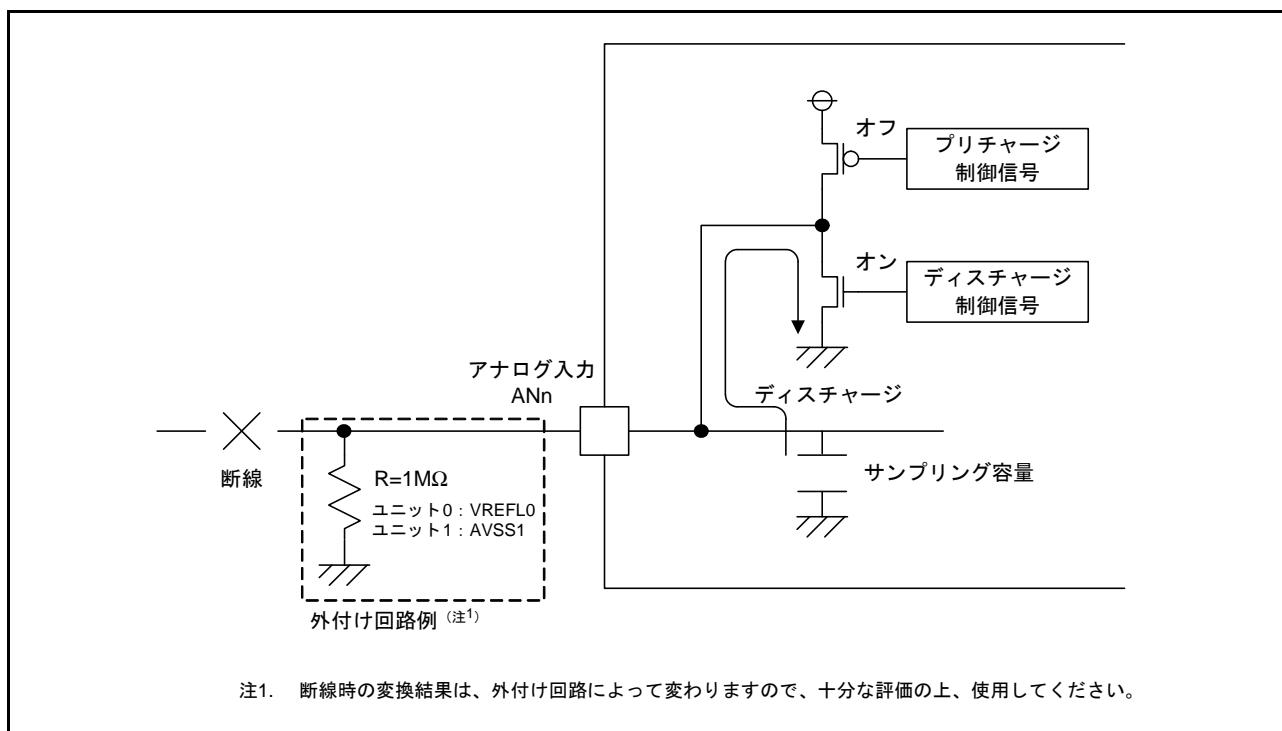 オフ
プリチャージ
制御信号
オン
ディスチャージ
制御信号
アナログ入力
ANn
ディスチャージ
断線
R=1MΩ
ユニット0：VREFL0
ユニット1：AVSS1
サンプリング容量
外付け回路例（注1）
注1. 断線時の変換結果は、外付け回路によって変わりますので、十分な評価の上、使用してください。